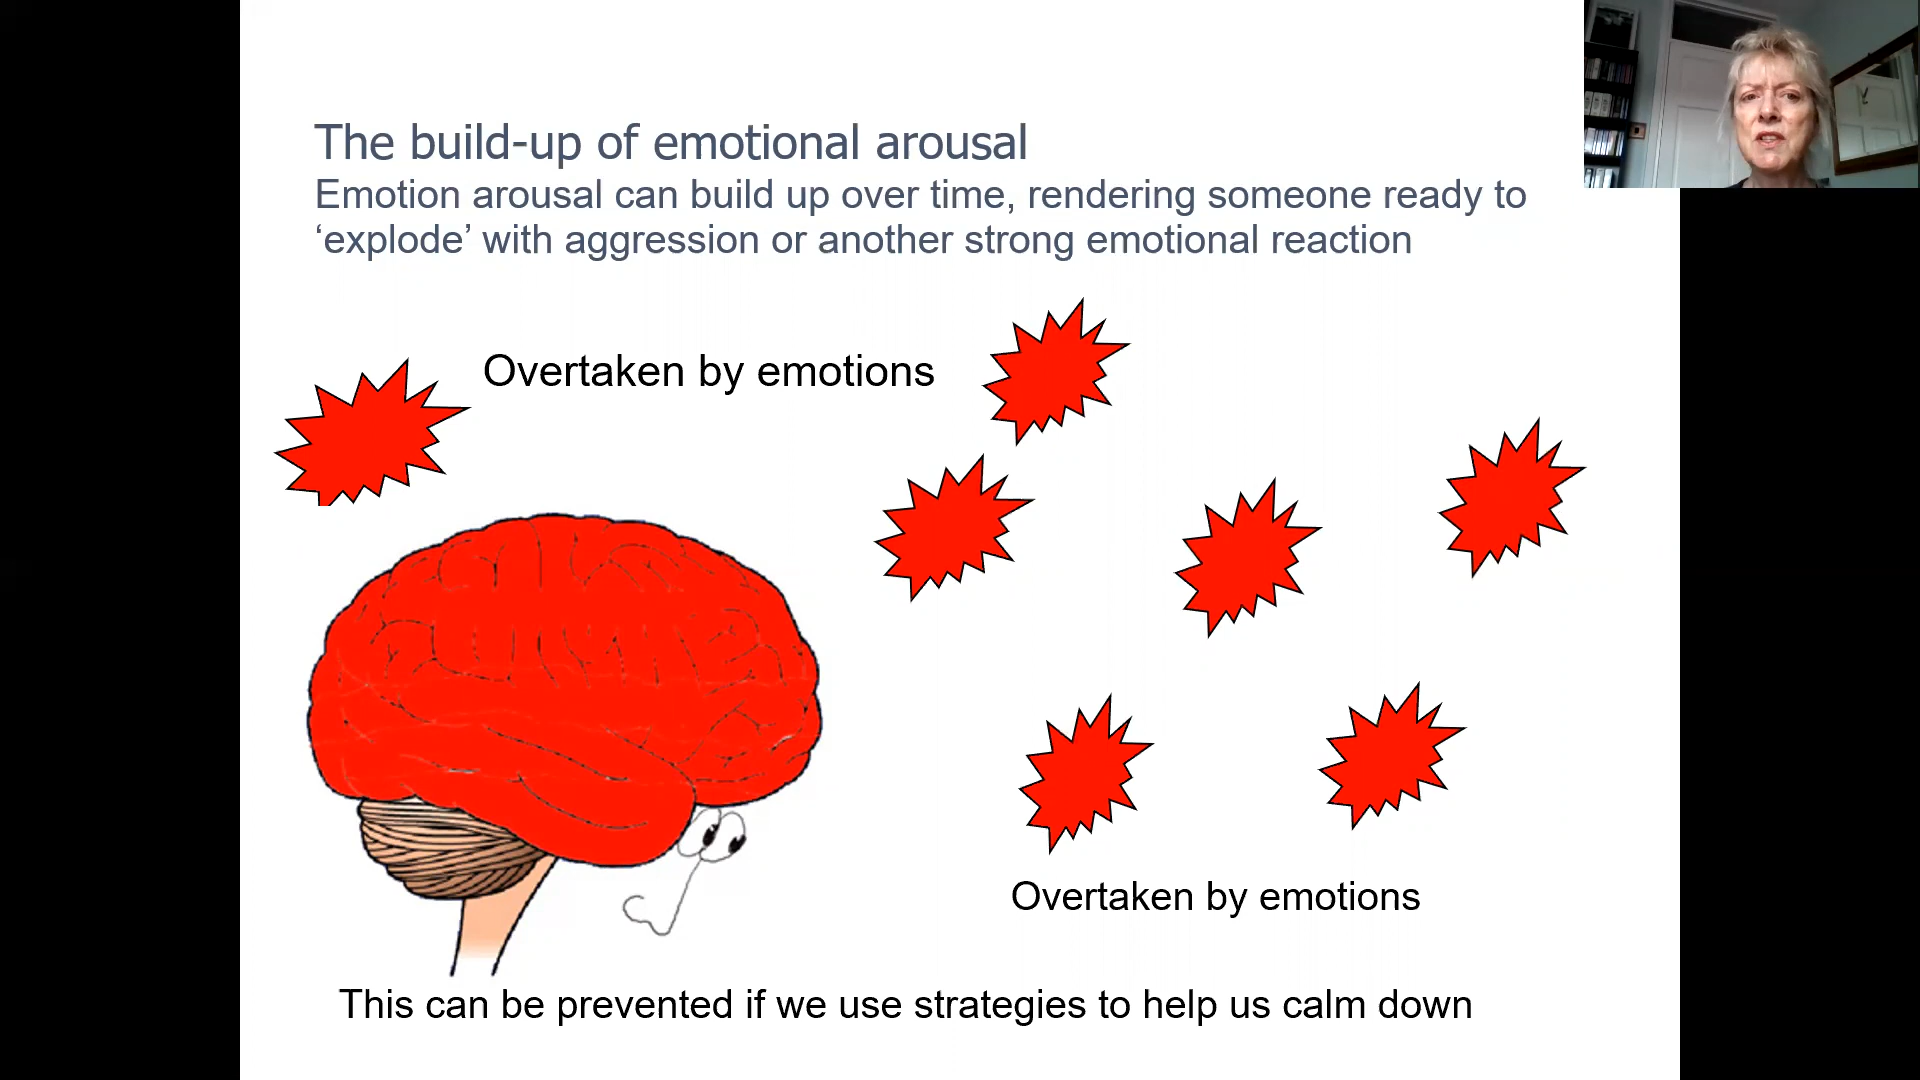 The build-up of emotional arousal
Emotion arousal can build up over time, rendering someone ready to
‘explode’ with aggression or another strong emotional reaction
Overtaken by emotions
Overtaken by emotions
This can be prevented if we use strategies to help us calm down